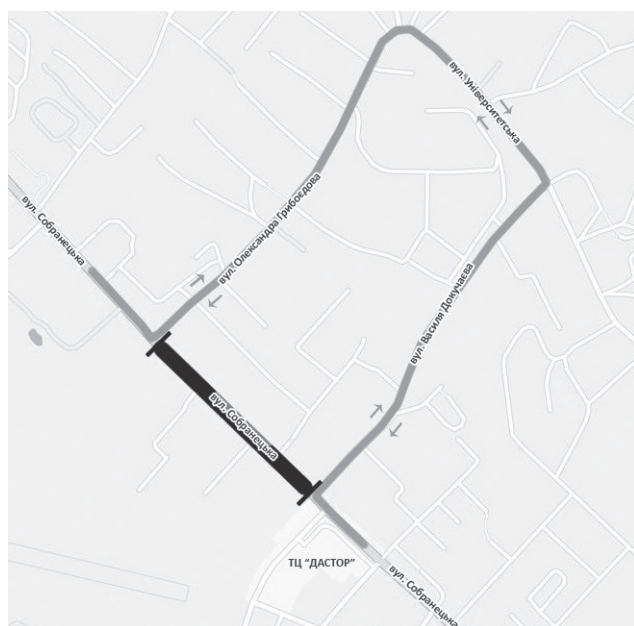 вул. Університетська
вул. Собранецька
вул. Олександра Грибоєдова
вул. Василя Докучаєва
вул. Собранецька
ТЦ "ДАСТОР"
вул. Собранецька